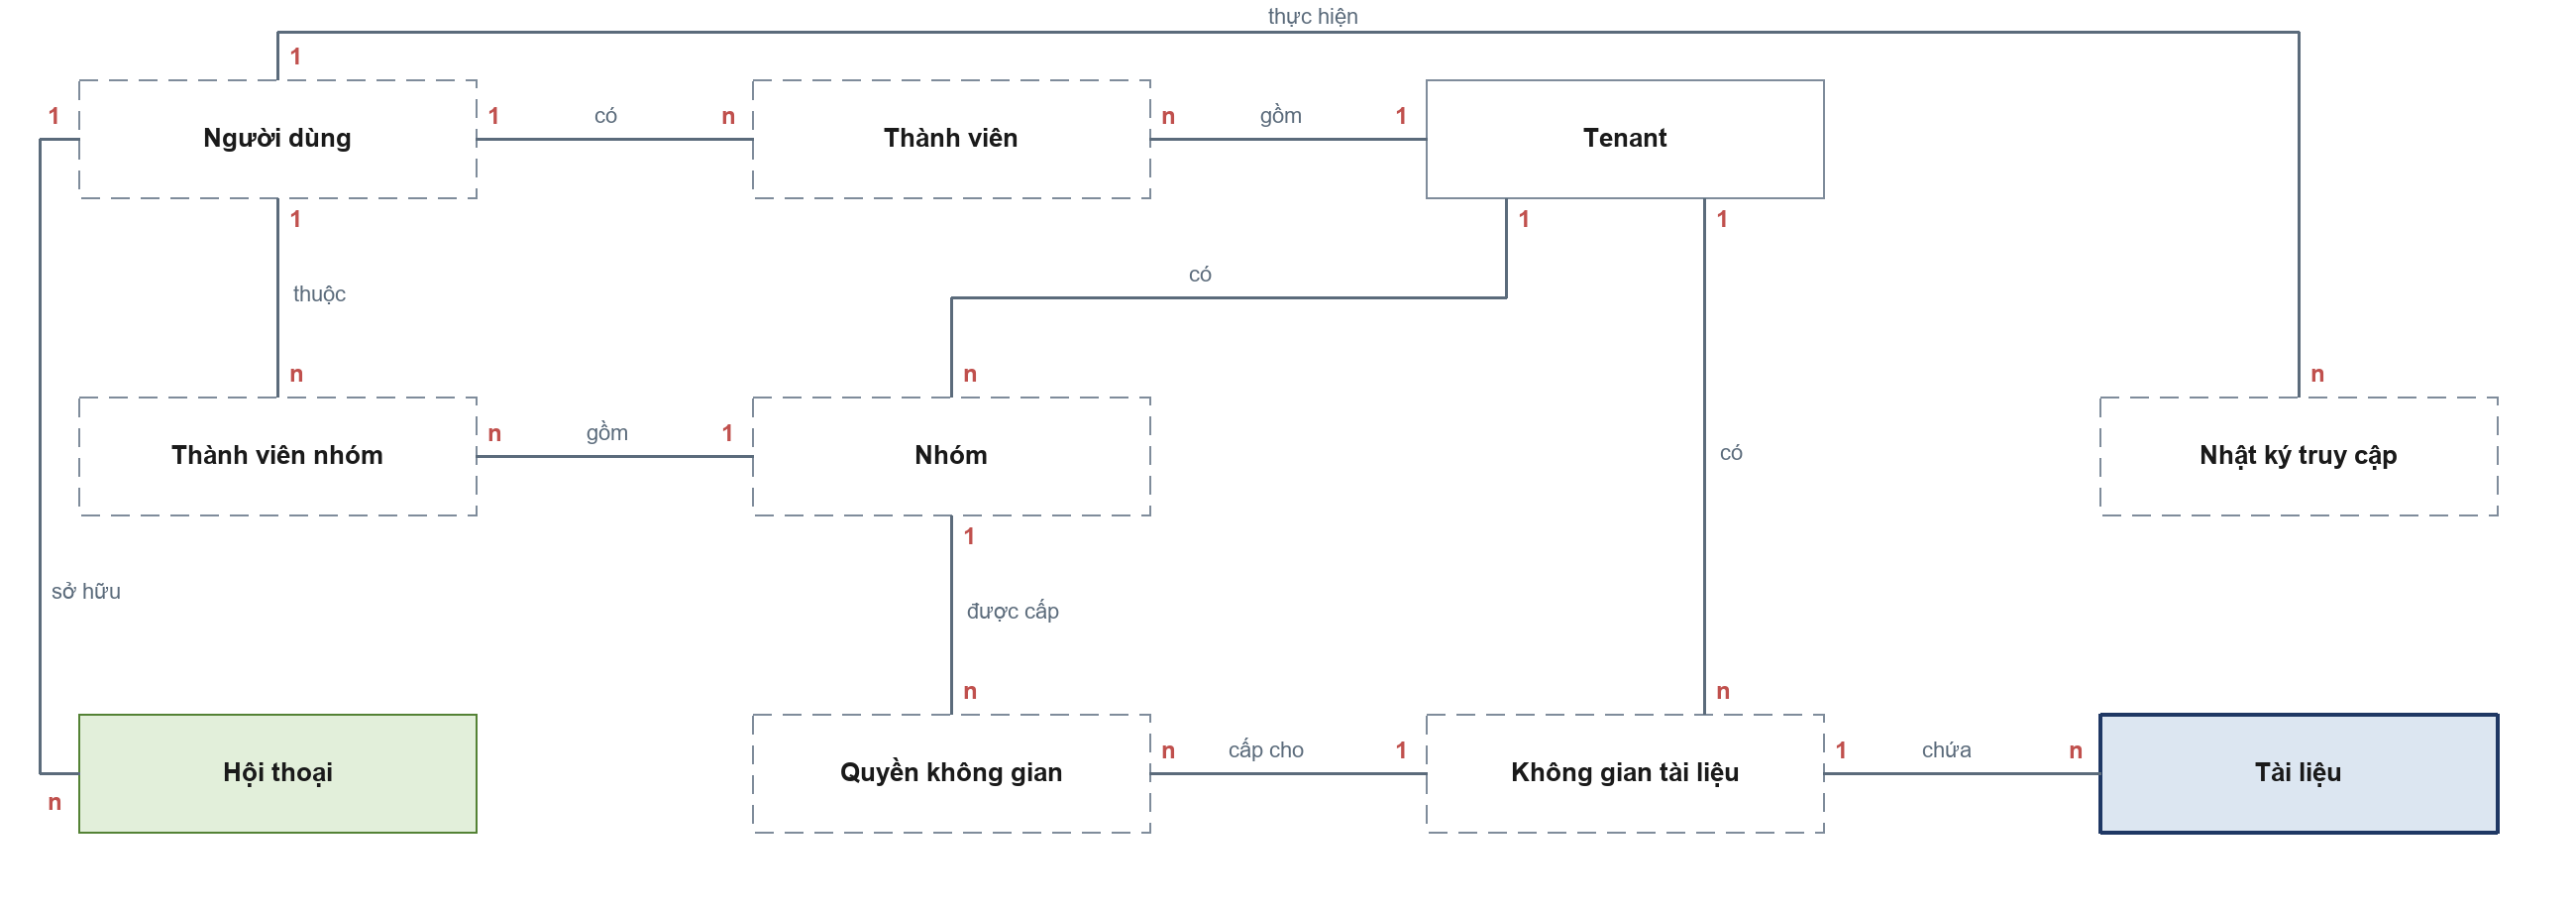 thực hiện
1
1
Người dùng
1
có
n
Thành viên
n
gồm
1
Tenant
1
1
1
có
thuộc
n
n
n
Thành viên nhóm
n
gồm
1
Nhóm
có
Nhật ký truy cập
1
sở hữu
được cấp
n
n
Hội thoại
n
Quyền không gian
n
cấp cho
1
Không gian tài liệu
1
chứa
n
Tài liệu